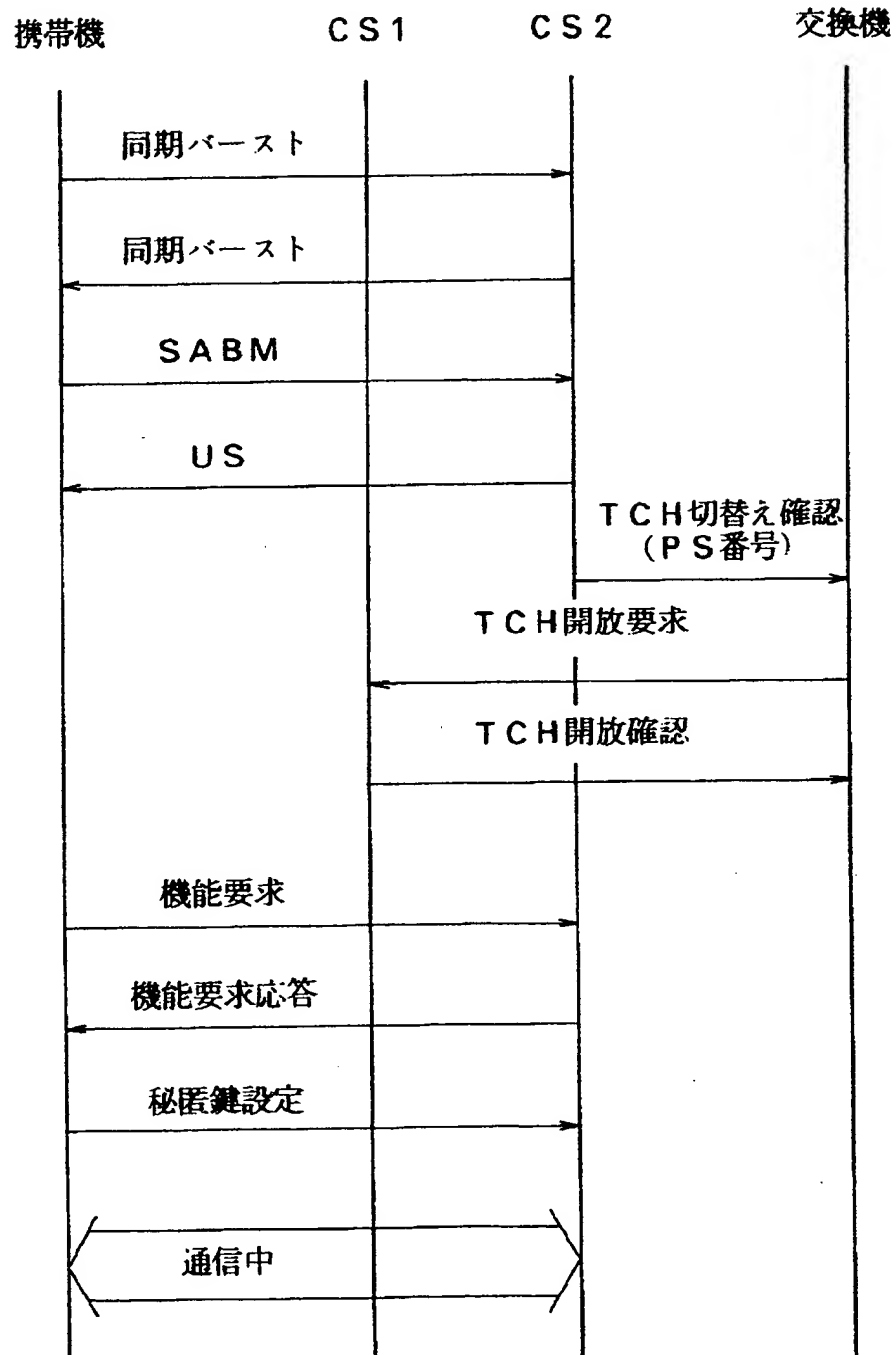 携帯機 CS1 CS2 交換機
同期バースト
同期バースト
SABM
US
TCH切替え確認
(PS番号)
TCH開放要求
TCH開放確認
機能要求
機能要求応答
秘匿鍵設定
通信中